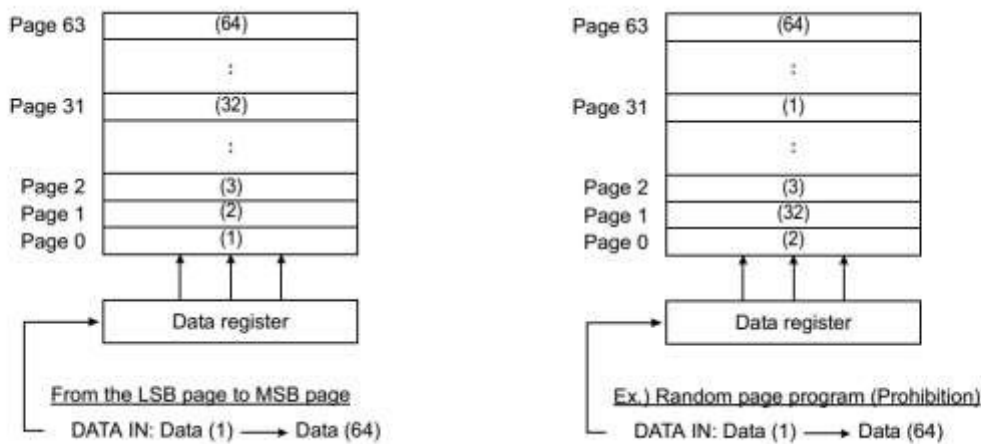 Page 63 (64)
:
Page 31 (32)
:
Page 2 (3)
Page 1 (2)
Page 0 (1)
Data register
From the LSB page to MSB page
DATA IN: Data (1) Data (64)
Page 63 (64)
:
Page 31 (1)
:
Page 2 (3)
Page 1 (32)
Page 0 (2)
Data register
Ex.) Random page program (Prohibition)
DATA IN: Data (1) Data (64)